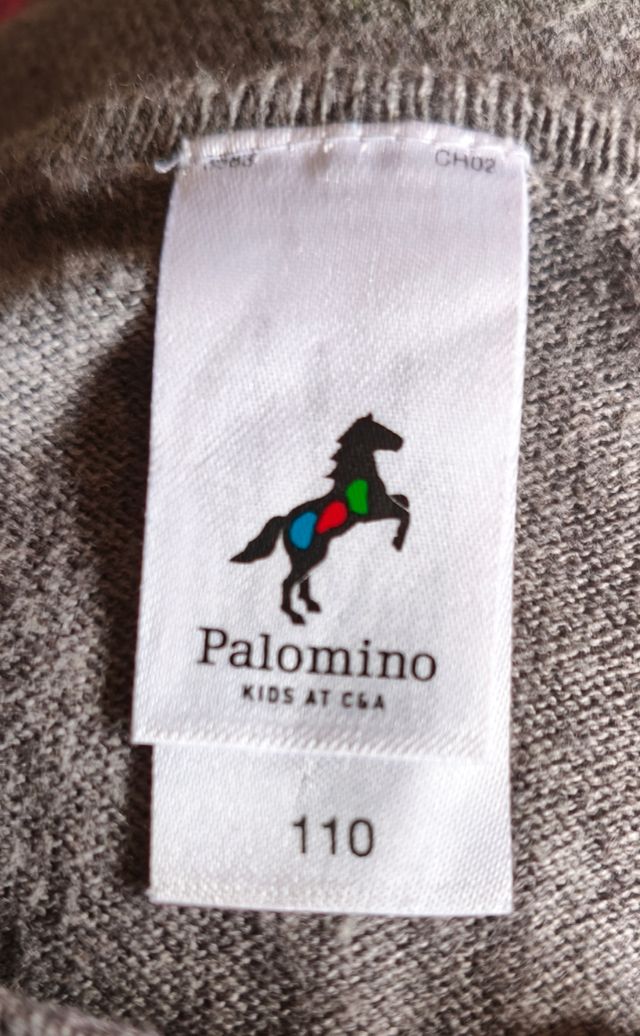 CH02
Palomino
KIDS AT C&A
110